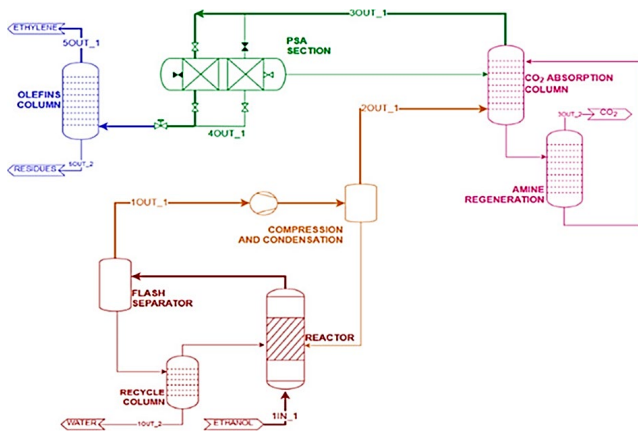 ETHYLENE
5OUT_1
OLEFINS
COLUMN
5OUT_2
RESIDUES
3OUT_1
PSA
SECTION
4OUT_1
CO2 ABSORPTION
COLUMN
2OUT_1
3OUT_2
CO2
AMINE
REGENERATION
1OUT_1
COMPRESSION
AND CONDENSATION
FLASH
SEPARATOR
REACTOR
RECYCLE
COLUMN
WATER
1OUT_2
ETHANOL
1IN_1